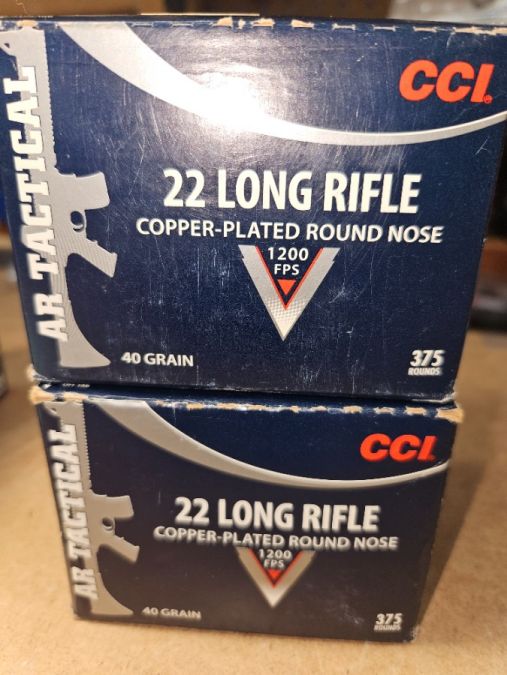 CCI
AR TACTICAL
22 LONG RIFLE
COPPER-PLATED ROUND NOSE
1200
FPS
40 GRAIN
375
ROUNDS
CCI
AR TACTICAL
22 LONG RIFLE
COPPER-PLATED ROUND NOSE
1200
FPS
40 GRAIN
375
ROUNDS